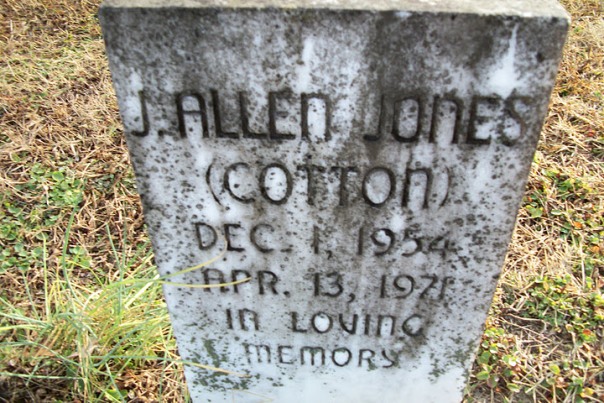 J. ALLEN JONES
(COTTON)
DEC. 1, 1954
APR. 13, 1971
IN LOVING
MEMORY